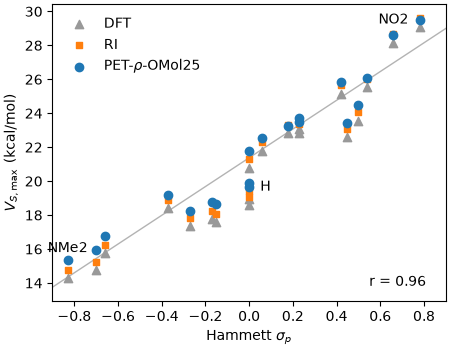 DFT
RI
PET-ρ-OMol25
NO2
H
NMe2
r = 0.96
30
28
26
24
22
20
18
16
14
V_{S, max} (kcal/mol)
−0.8 −0.6 −0.4 −0.2 0.0 0.2 0.4 0.6 0.8
Hammett σ_p